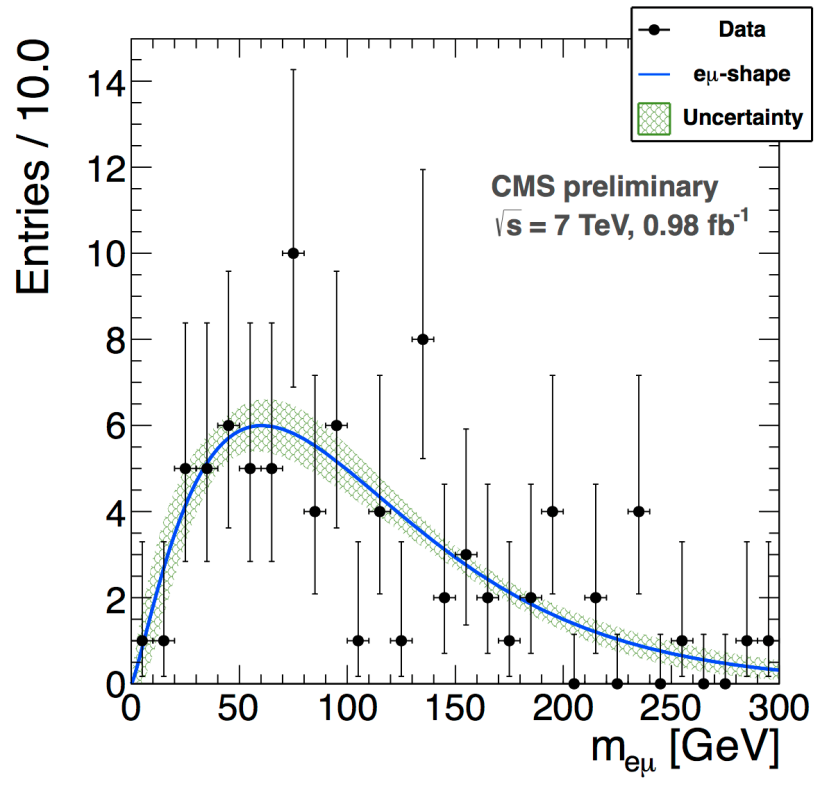 Data
eμ-shape
Uncertainty
CMS preliminary
√s = 7 TeV, 0.98 fb⁻¹
Entries / 10.0
14
12
10
8
6
4
2
0
0 50 100 150 200 250 300
m_eμ [GeV]